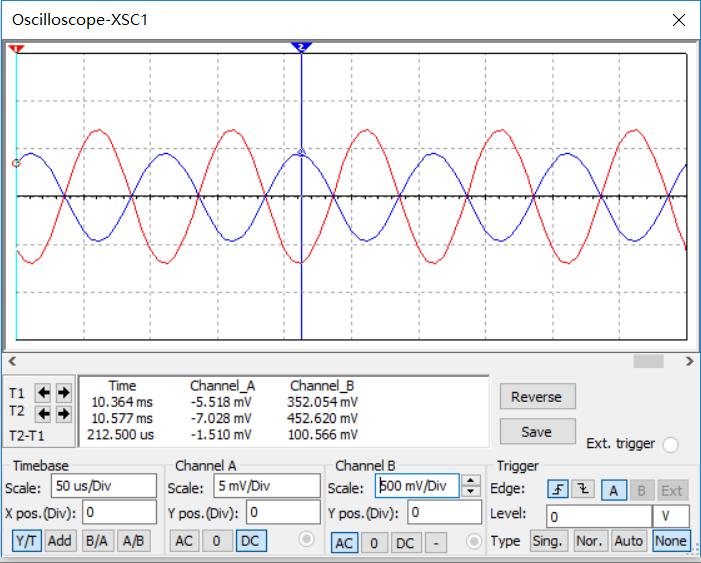 Oscilloscope-XSC1
1 2
Time Channel_A Channel_B
T1 10.364 ms -5.518 mV 352.054 mV
T2 10.577 ms -7.028 mV 452.620 mV
T2-T1 212.500 us -1.510 mV 100.566 mV
Reverse
Save
Ext. trigger
Timebase Channel A Channel B Trigger
Scale: 50 us/Div Scale: 5 mV/Div Scale: 500 mV/Div Edge: A B Ext
X pos.(Div): 0 Y pos.(Div): 0 Y pos.(Div): 0 Level: 0 V
Y/T Add B/A A/B AC 0 DC AC 0 DC - Type Sing. Nor. Auto None